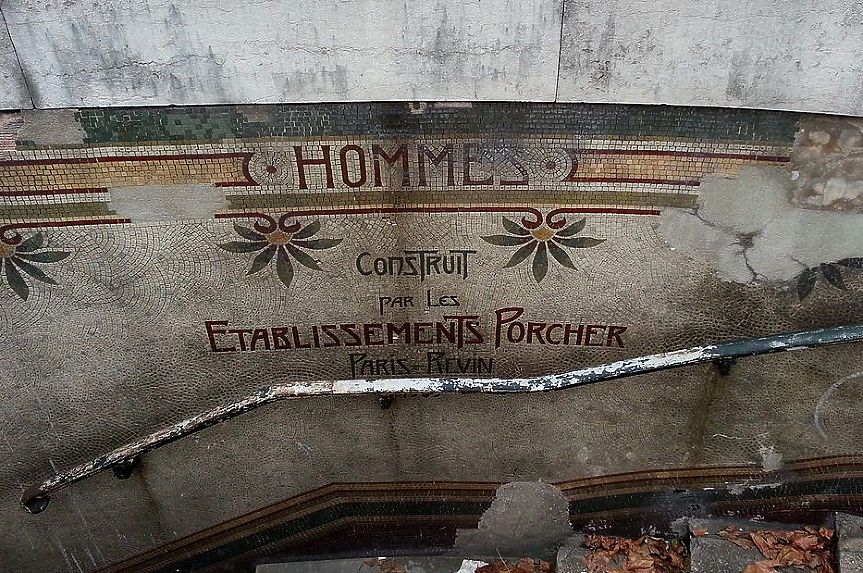 HOMMES
CONSTRUIT
PAR LES
ETABLISSEMENTS PORCHER
PARIS-REVIN